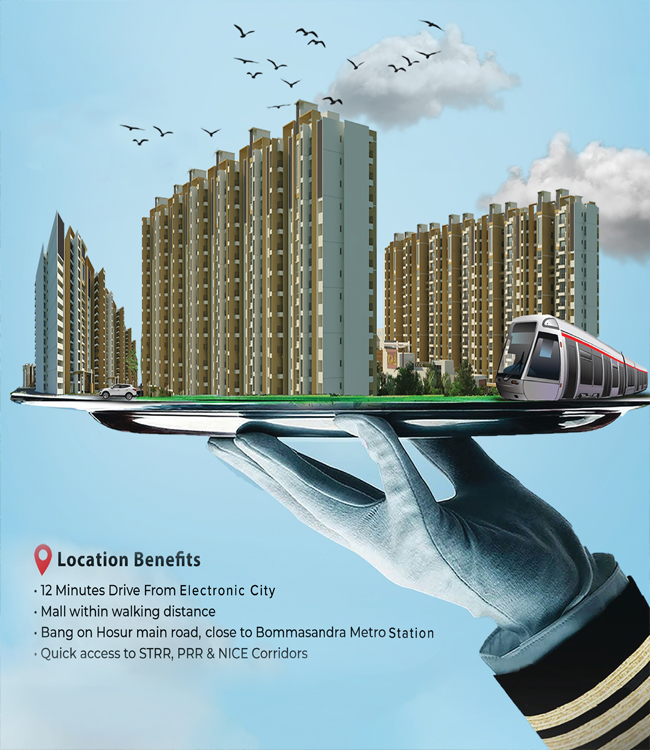 Location Benefits
· 12 Minutes Drive From Electronic City
· Mall within walking distance
· Bang on Hosur main road, close to Bommasandra Metro Station
· Quick access to STRR, PRR & NICE Corridors